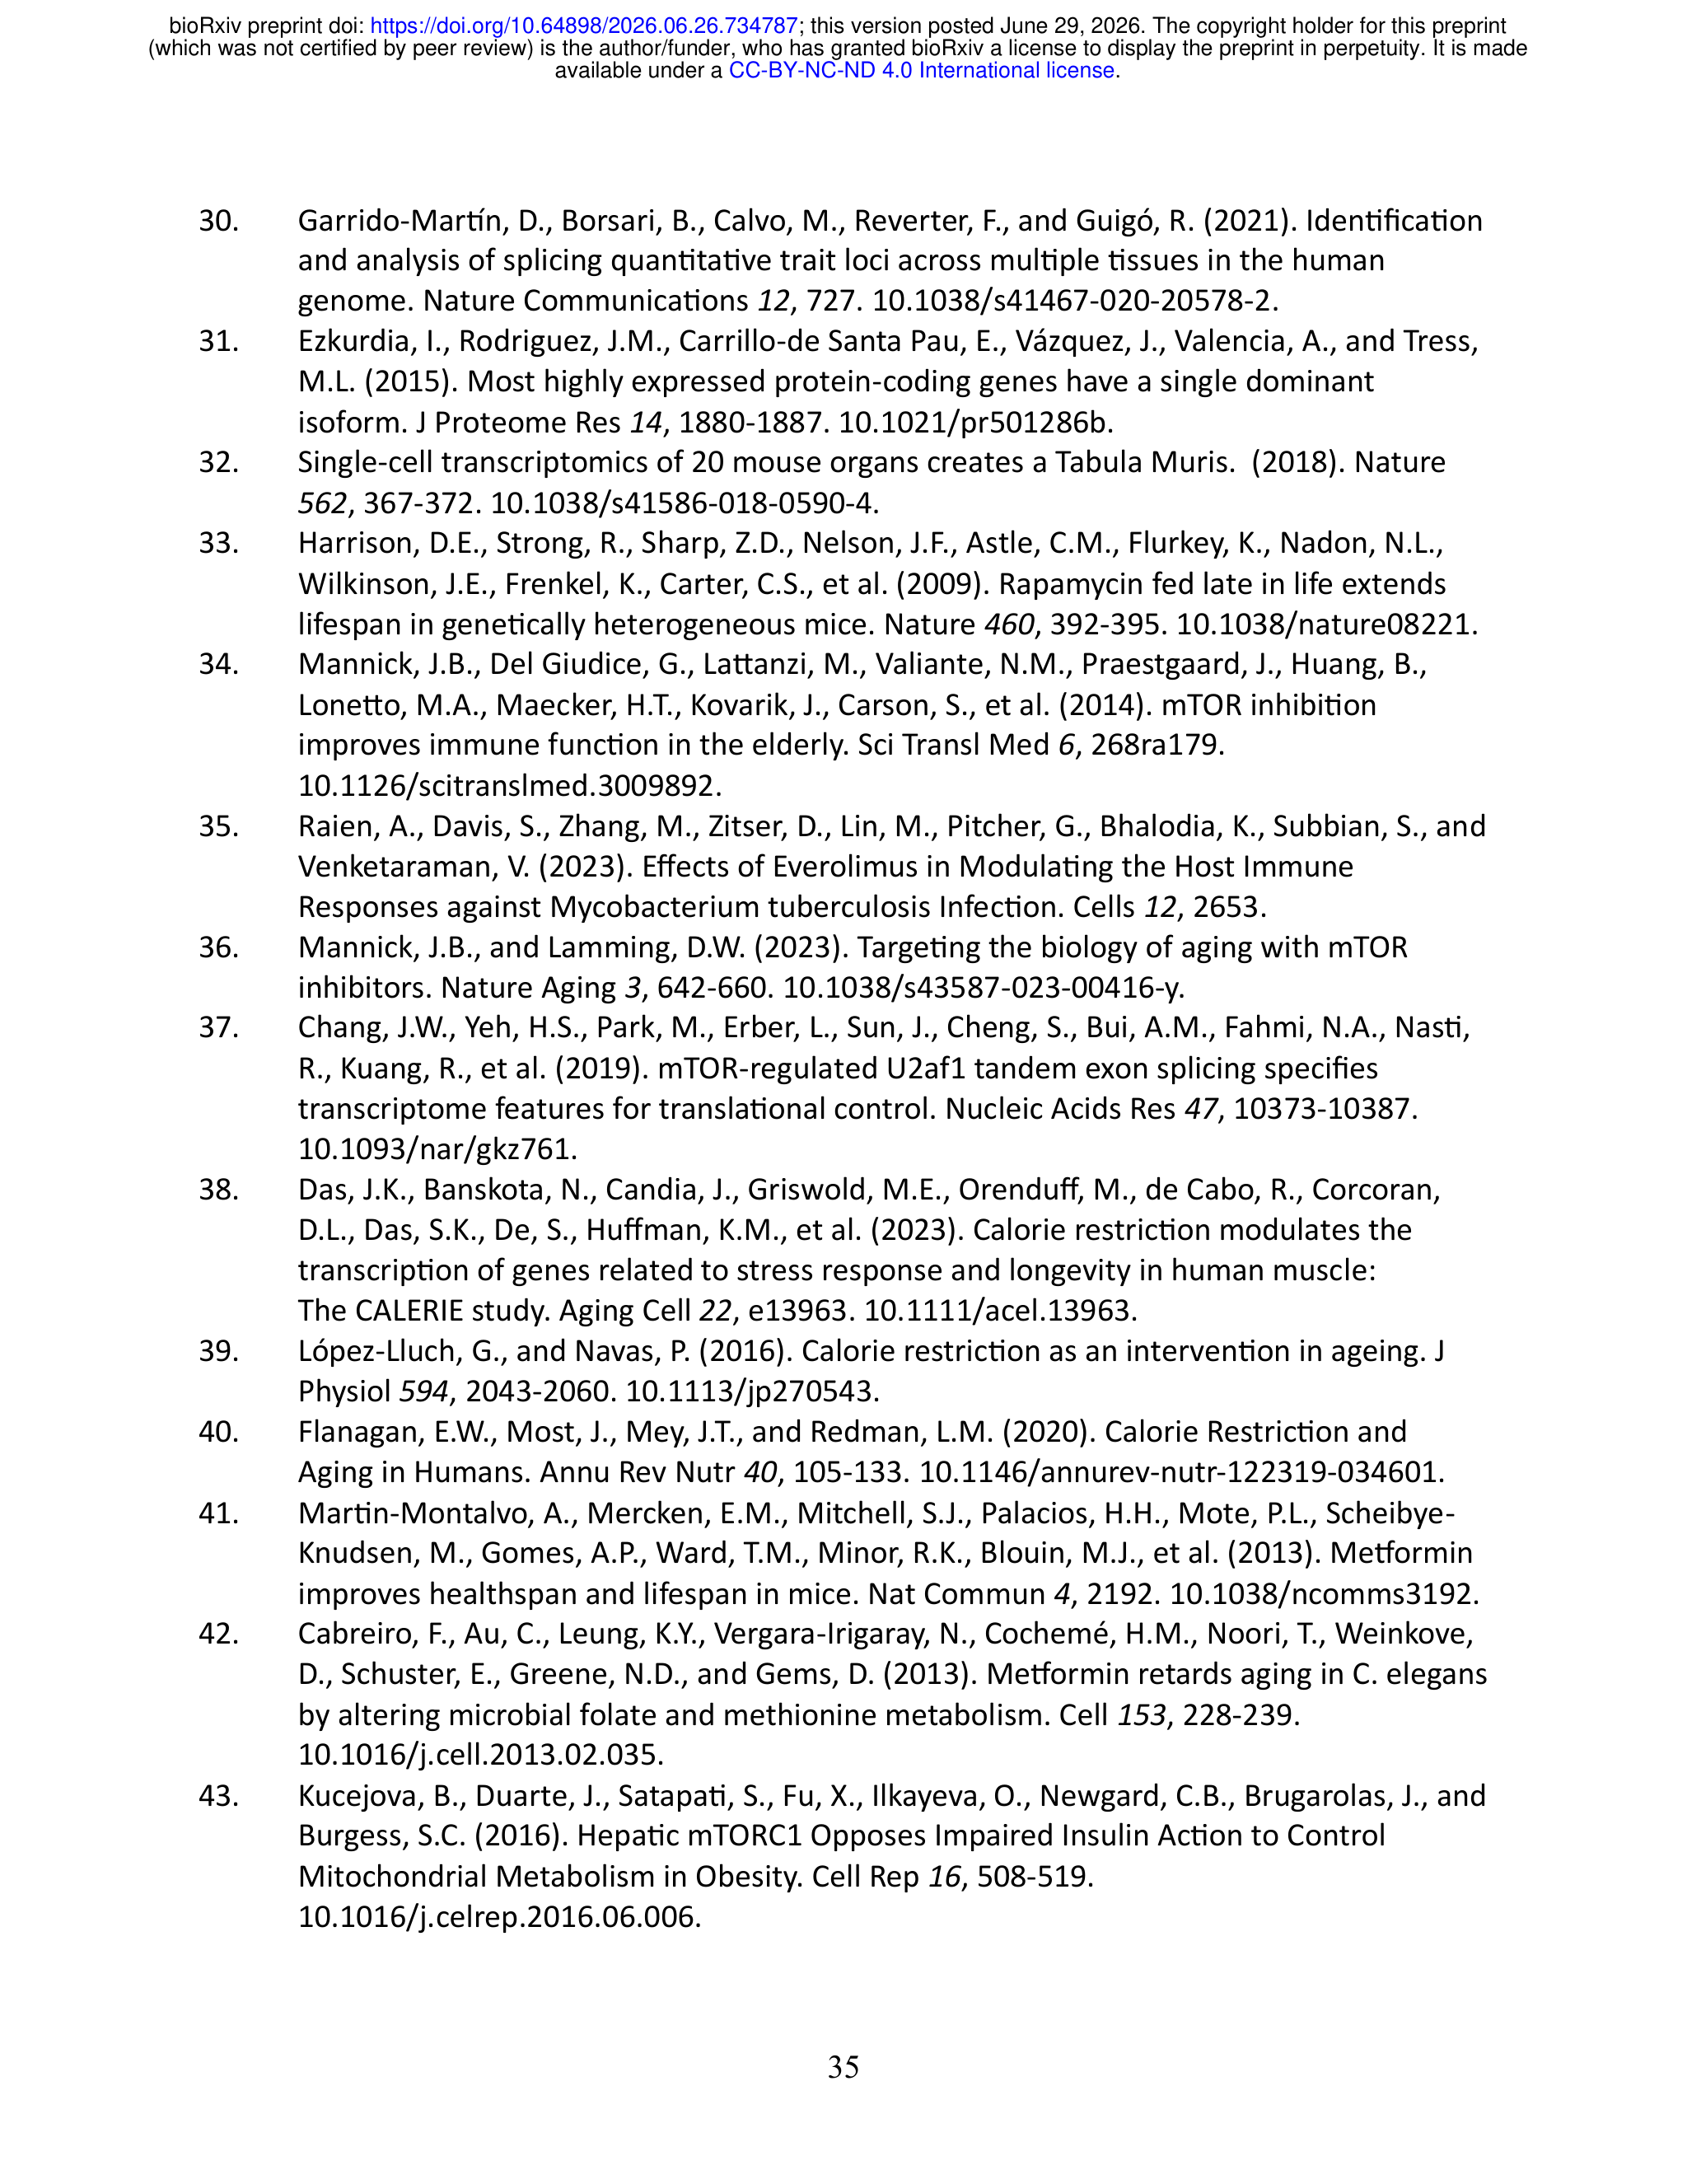 bioRxiv preprint doi: https://doi.org/10.64898/2026.06.26.734787; this version posted June 29, 2026. The copyright holder for this preprint
(which was not certified by peer review) is the author/funder, who has granted bioRxiv a license to display the preprint in perpetuity. It is made
available under a CC-BY-NC-ND 4.0 International license.
30. Garrido-Martín, D., Borsari, B., Calvo, M., Reverter, F., and Guigó, R. (2021). Identification
and analysis of splicing quantitative trait loci across multiple tissues in the human
genome. Nature Communications 12, 727. 10.1038/s41467-020-20578-2.
31. Ezkurdia, I., Rodriguez, J.M., Carrillo-de Santa Pau, E., Vázquez, J., Valencia, A., and Tress,
M.L. (2015). Most highly expressed protein-coding genes have a single dominant
isoform. J Proteome Res 14, 1880-1887. 10.1021/pr501286b.
32. Single-cell transcriptomics of 20 mouse organs creates a Tabula Muris. (2018). Nature
562, 367-372. 10.1038/s41586-018-0590-4.
33. Harrison, D.E., Strong, R., Sharp, Z.D., Nelson, J.F., Astle, C.M., Flurkey, K., Nadon, N.L.,
Wilkinson, J.E., Frenkel, K., Carter, C.S., et al. (2009). Rapamycin fed late in life extends
lifespan in genetically heterogeneous mice. Nature 460, 392-395. 10.1038/nature08221.
34. Mannick, J.B., Del Giudice, G., Lattanzi, M., Valiante, N.M., Praestgaard, J., Huang, B.,
Lonetto, M.A., Maecker, H.T., Kovarik, J., Carson, S., et al. (2014). mTOR inhibition
improves immune function in the elderly. Sci Transl Med 6, 268ra179.
10.1126/scitranslmed.3009892.
35. Raien, A., Davis, S., Zhang, M., Zitser, D., Lin, M., Pitcher, G., Bhalodia, K., Subbian, S., and
Venketaraman, V. (2023). Effects of Everolimus in Modulating the Host Immune
Responses against Mycobacterium tuberculosis Infection. Cells 12, 2653.
36. Mannick, J.B., and Lamming, D.W. (2023). Targeting the biology of aging with mTOR
inhibitors. Nature Aging 3, 642-660. 10.1038/s43587-023-00416-y.
37. Chang, J.W., Yeh, H.S., Park, M., Erber, L., Sun, J., Cheng, S., Bui, A.M., Fahmi, N.A., Nasti,
R., Kuang, R., et al. (2019). mTOR-regulated U2af1 tandem exon splicing specifies
transcriptome features for translational control. Nucleic Acids Res 47, 10373-10387.
10.1093/nar/gkz761.
38. Das, J.K., Banskota, N., Candia, J., Griswold, M.E., Orenduff, M., de Cabo, R., Corcoran,
D.L., Das, S.K., De, S., Huffman, K.M., et al. (2023). Calorie restriction modulates the
transcription of genes related to stress response and longevity in human muscle:
The CALERIE study. Aging Cell 22, e13963. 10.1111/acel.13963.
39. López-Lluch, G., and Navas, P. (2016). Calorie restriction as an intervention in ageing. J
Physiol 594, 2043-2060. 10.1113/jp270543.
40. Flanagan, E.W., Most, J., Mey, J.T., and Redman, L.M. (2020). Calorie Restriction and
Aging in Humans. Annu Rev Nutr 40, 105-133. 10.1146/annurev-nutr-122319-034601.
41. Martin-Montalvo, A., Mercken, E.M., Mitchell, S.J., Palacios, H.H., Mote, P.L., Scheibye-
Knudsen, M., Gomes, A.P., Ward, T.M., Minor, R.K., Blouin, M.J., et al. (2013). Metformin
improves healthspan and lifespan in mice. Nat Commun 4, 2192. 10.1038/ncomms3192.
42. Cabreiro, F., Au, C., Leung, K.Y., Vergara-Irigaray, N., Cochemé, H.M., Noori, T., Weinkove,
D., Schuster, E., Greene, N.D., and Gems, D. (2013). Metformin retards aging in C. elegans
by altering microbial folate and methionine metabolism. Cell 153, 228-239.
10.1016/j.cell.2013.02.035.
43. Kucejova, B., Duarte, J., Satapati, S., Fu, X., Ilkayeva, O., Newgard, C.B., Brugarolas, J., and
Burgess, S.C. (2016). Hepatic mTORC1 Opposes Impaired Insulin Action to Control
Mitochondrial Metabolism in Obesity. Cell Rep 16, 508-519.
10.1016/j.celrep.2016.06.006.
35